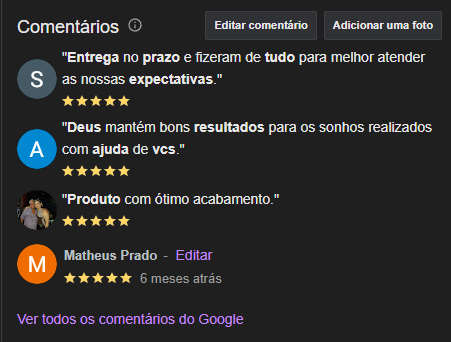 Comentários
Editar comentário
Adicionar uma foto
S
"Entrega no prazo e fizeram de tudo para melhor atender
as nossas expectativas."
A
"Deus mantém bons resultados para os sonhos realizados
com ajuda de vcs."
"Produto com ótimo acabamento."
M
Matheus Prado - Editar
6 meses atrás
Ver todos os comentários do Google